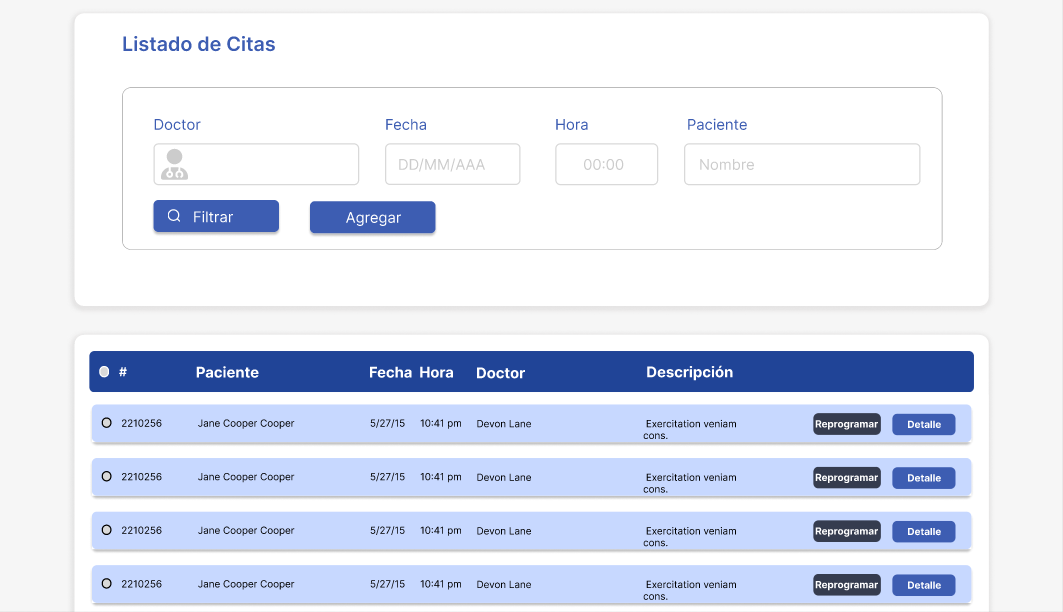 Listado de Citas
Doctor Fecha Hora Paciente
DD/MM/AAA 00:00 Nombre
Filtrar Agregar
# Paciente Fecha Hora Doctor Descripción
2210256 Jane Cooper Cooper 5/27/15 10:41 pm Devon Lane Exercitation veniam Reprogramar Detalle
cons.
2210256 Jane Cooper Cooper 5/27/15 10:41 pm Devon Lane Exercitation veniam Reprogramar Detalle
cons.
2210256 Jane Cooper Cooper 5/27/15 10:41 pm Devon Lane Exercitation veniam Reprogramar Detalle
cons.
2210256 Jane Cooper Cooper 5/27/15 10:41 pm Devon Lane Exercitation veniam Reprogramar Detalle
cons.